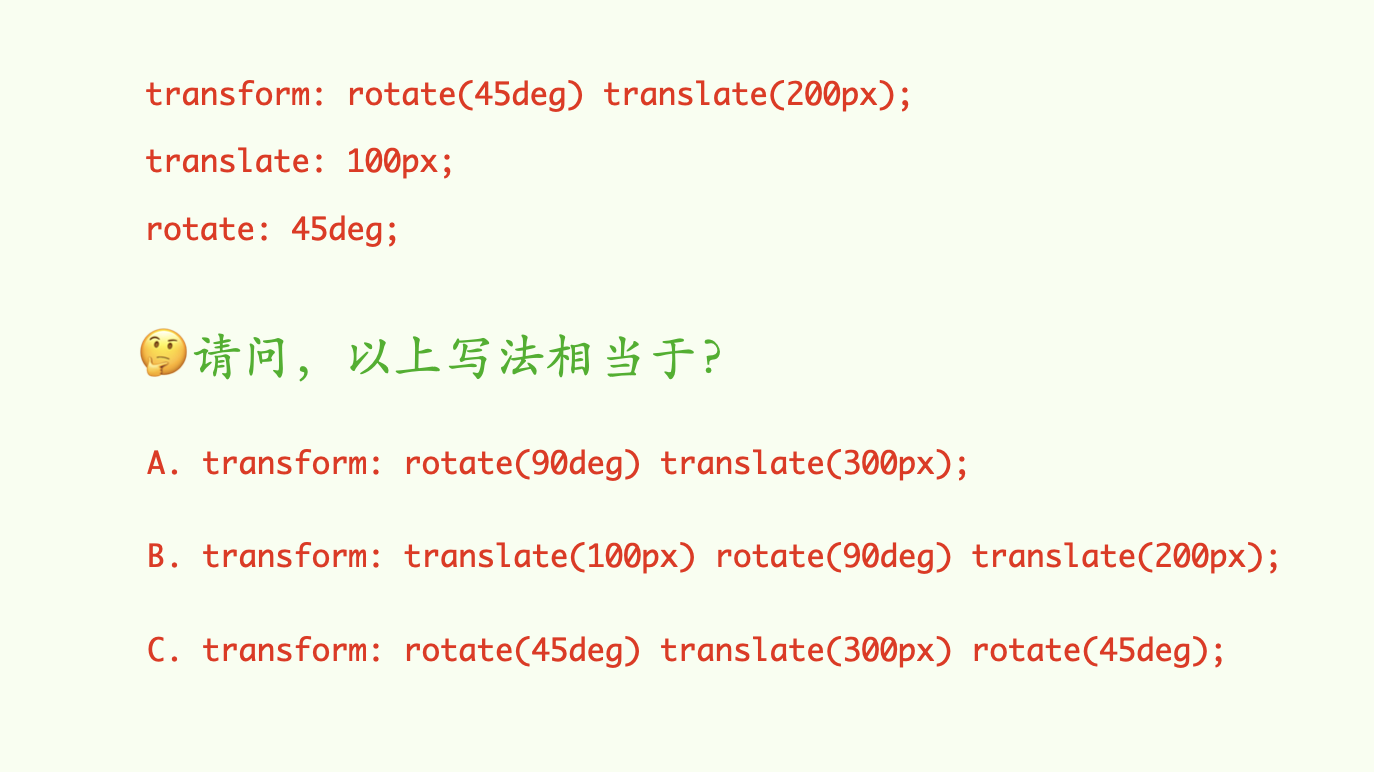 transform: rotate(45deg) translate(200px);
translate: 100px;
rotate: 45deg;
🤔请问，以上写法相当于？
A. transform: rotate(90deg) translate(300px);
B. transform: translate(100px) rotate(90deg) translate(200px);
C. transform: rotate(45deg) translate(300px) rotate(45deg);